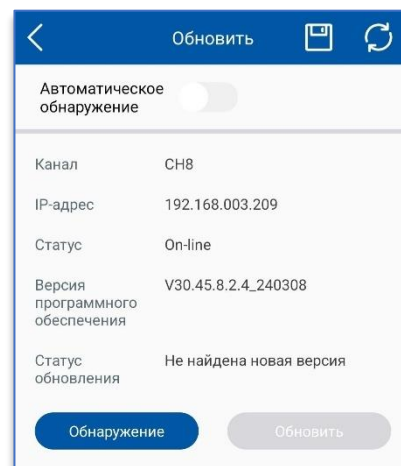 Обновить
Автоматическое
обнаружение
Канал CH8
IP-адрес 192.168.003.209
Статус On-line
Версия V30.45.8.2.4_240308
программного
обеспечения
Статус Не найдена новая версия
обновления
Обнаружение Обновить